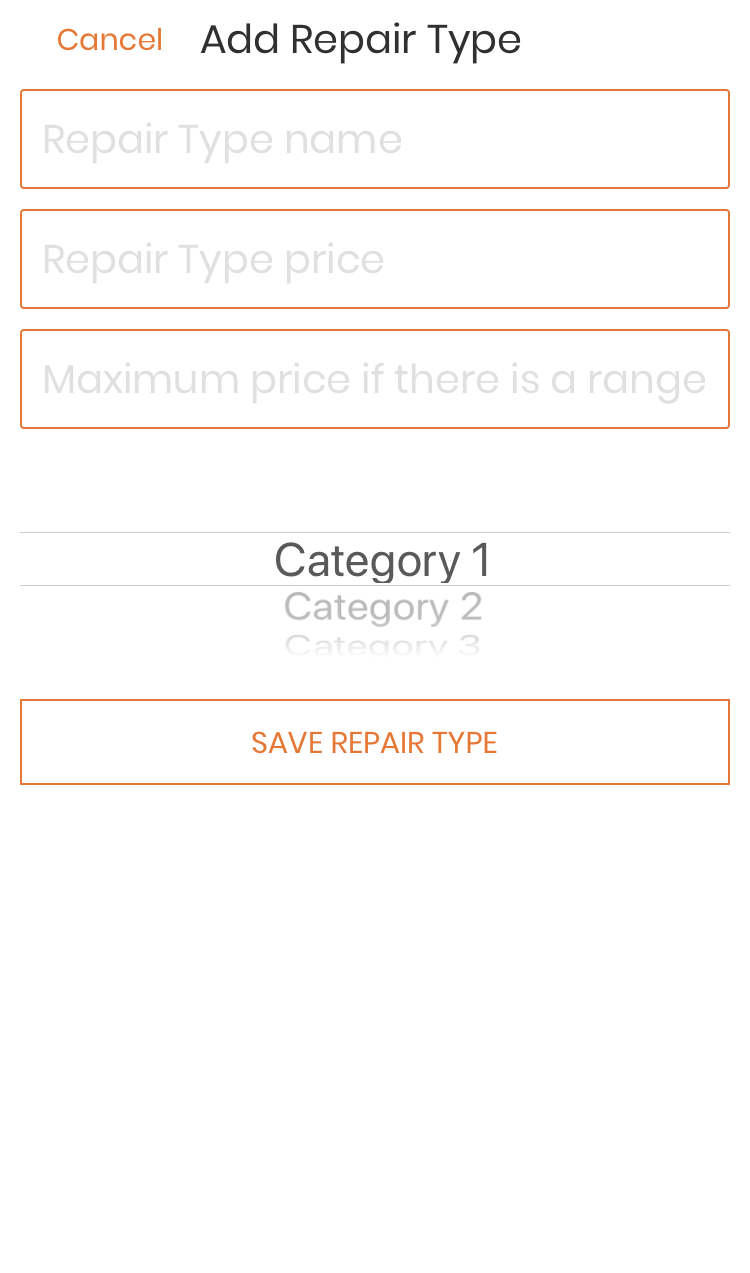 Cancel Add Repair Type
Repair Type name
Repair Type price
Maximum price if there is a range
Category 1
Category 2
Category 3
SAVE REPAIR TYPE